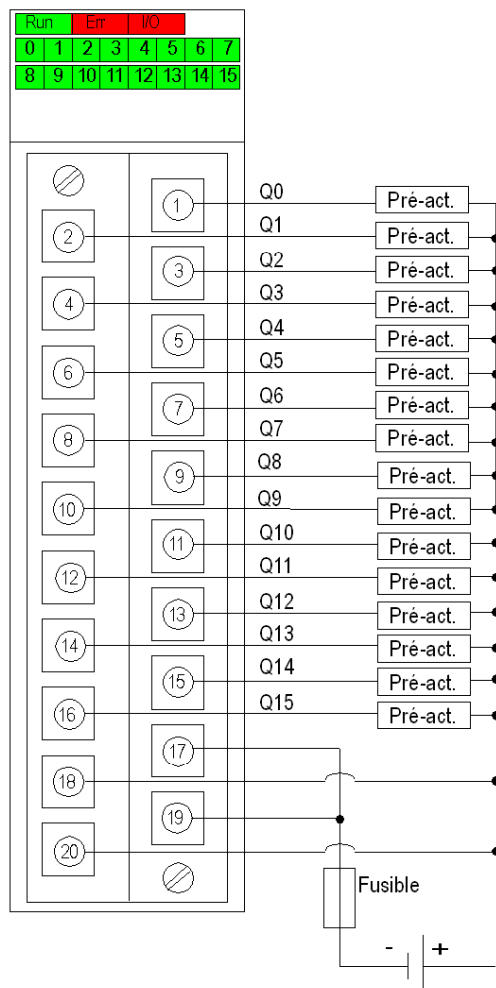 Run Err I/O
0 1 2 3 4 5 6 7
8 9 10 11 12 13 14 15
1 Q0 Pré-act.
2 Q1 Pré-act.
3 Q2 Pré-act.
4 Q3 Pré-act.
5 Q4 Pré-act.
6 Q5 Pré-act.
7 Q6 Pré-act.
8 Q7 Pré-act.
9 Q8 Pré-act.
10 Q9 Pré-act.
11 Q10 Pré-act.
12 Q11 Pré-act.
13 Q12 Pré-act.
14 Q13 Pré-act.
15 Q14 Pré-act.
16 Q15 Pré-act.
17
18
19
20
Fusible
- +